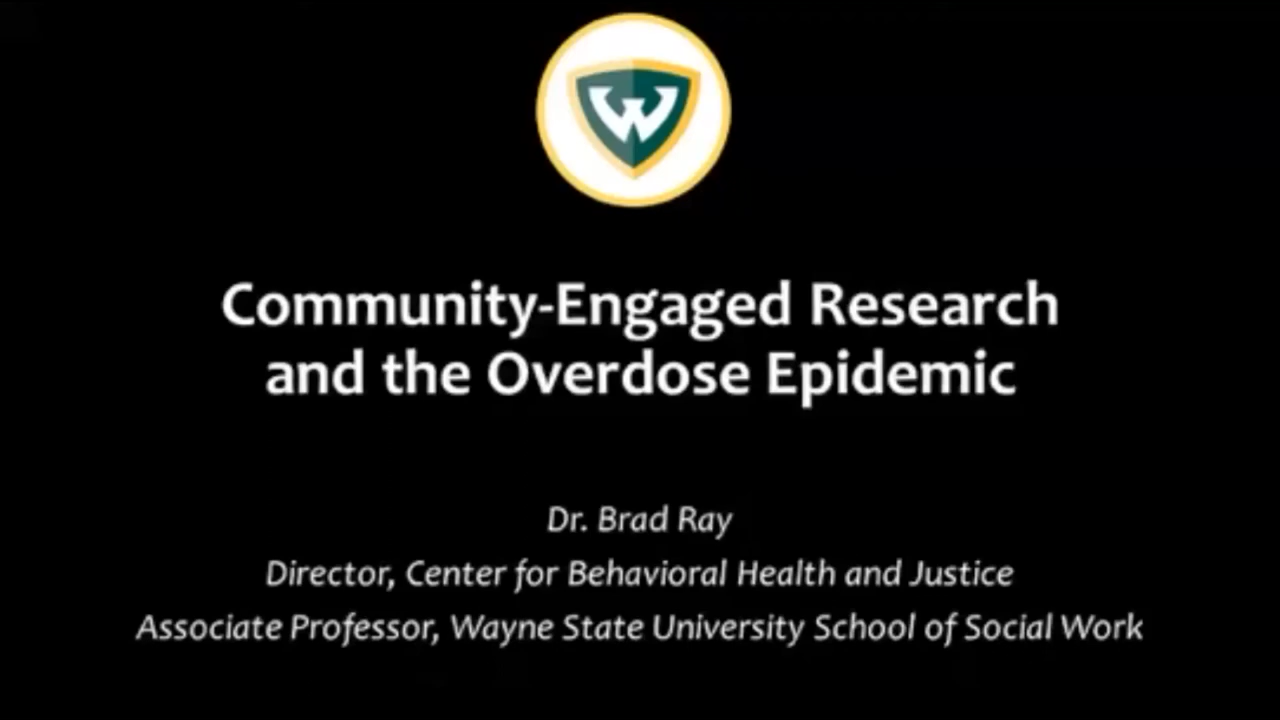 W
Community-Engaged Research
and the Overdose Epidemic
Dr. Brad Ray
Director, Center for Behavioral Health and Justice
Associate Professor, Wayne State University School of Social Work